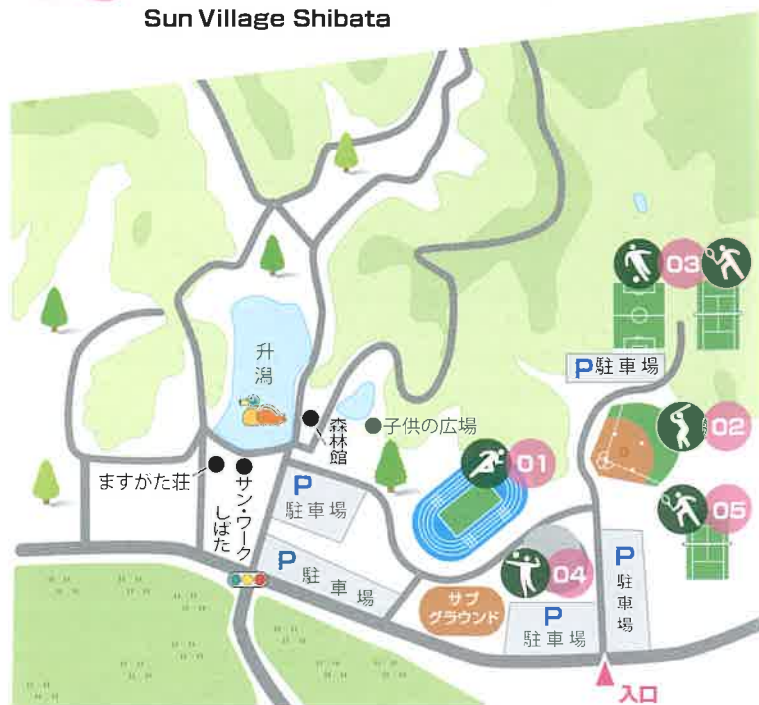 Sun Village Shibata
升潟
03
P駐車場
森林館
子供の広場
02
ますがた荘
サン・ワーク
しばた
01
P
駐車場
05
P
駐車場
04
P
駐車場
サブ
グラウンド
P
駐車場
入口